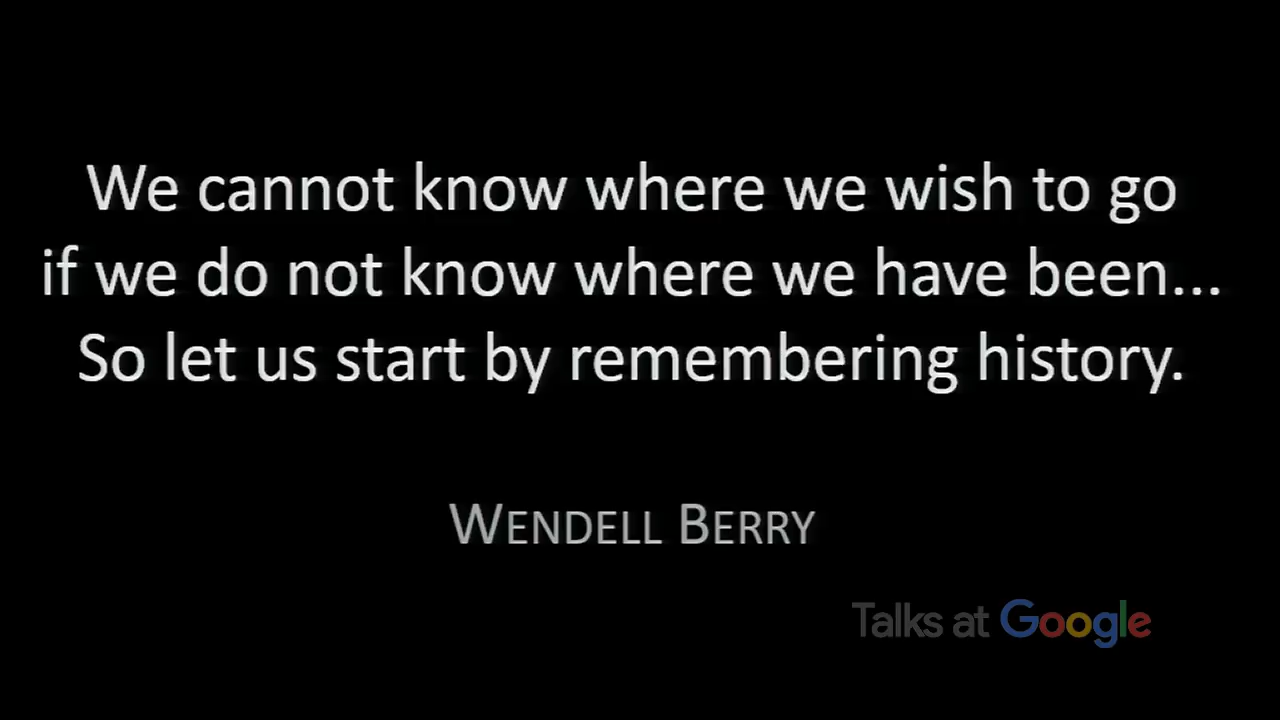 We cannot know where we wish to go
if we do not know where we have been...
So let us start by remembering history.
WENDELL BERRY
Talks at Google